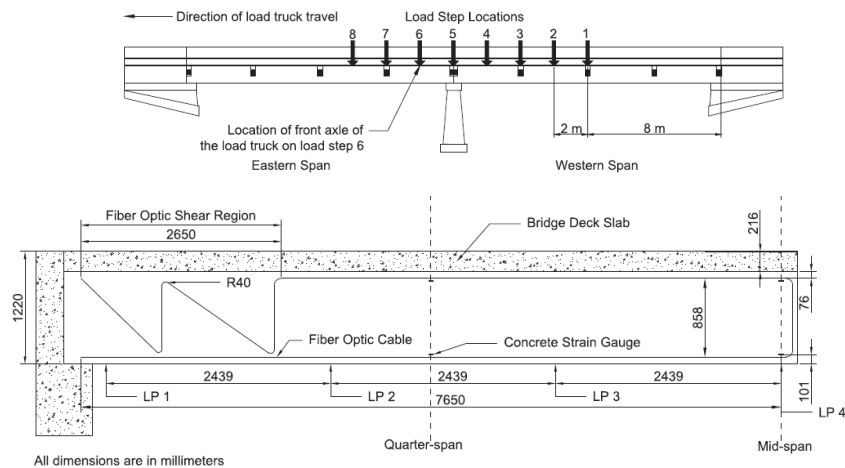 Direction of load truck travel
Load Step Locations
8 7 6 5 4 3 2 1
Location of front axle of
the load truck on load step 6
2 m
8 m
Eastern Span
Western Span
Fiber Optic Shear Region
2650
Bridge Deck Slab
216
1220
R40
858
76
Fiber Optic Cable
Concrete Strain Gauge
2439
2439
2439
101
LP 1
LP 2
LP 3
7650
LP 4
Quarter-span
Mid-span
All dimensions are in millimeters